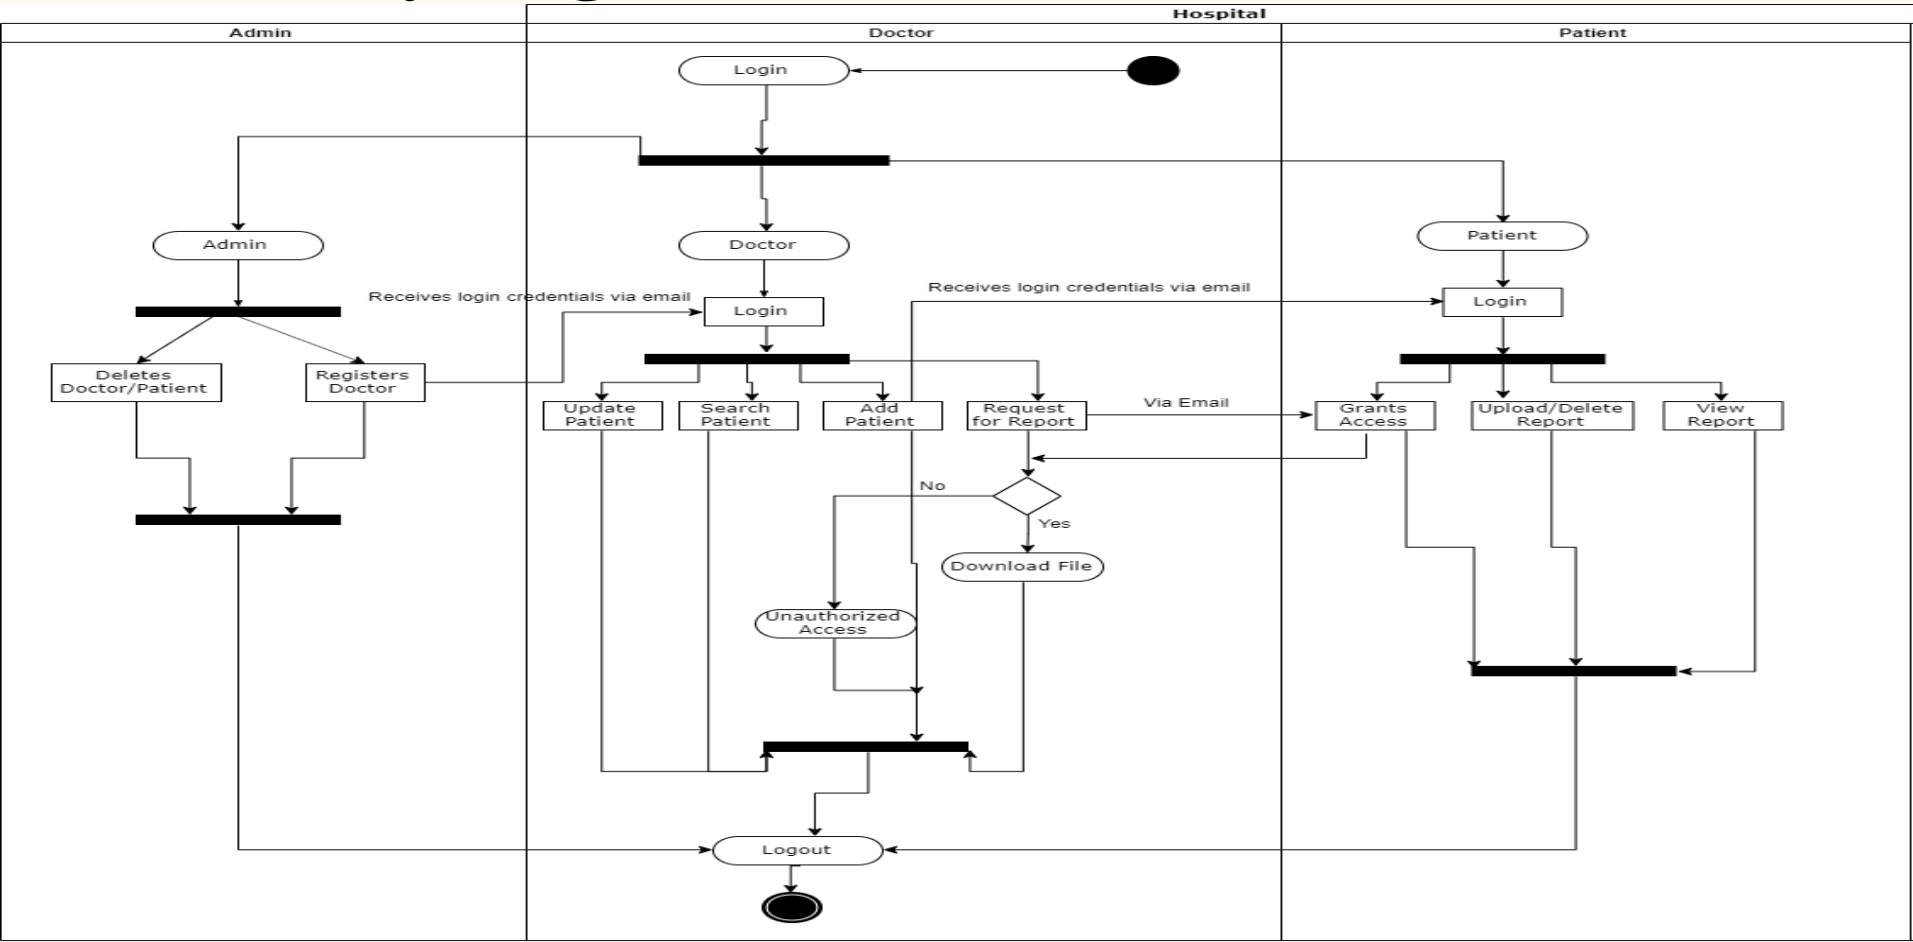 Hospital
Admin
Doctor
Patient
Login
Admin
Doctor
Patient
Receives login credentials via email
Login
Receives login credentials via email
Login
Deletes
Doctor/Patient
Registers
Doctor
Update
Patient
Search
Patient
Add
Patient
Request
for Report
Via Email
Grants
Access
Upload/Delete
Report
View
Report
No
Yes
Download File
Unauthorized
Access
Logout